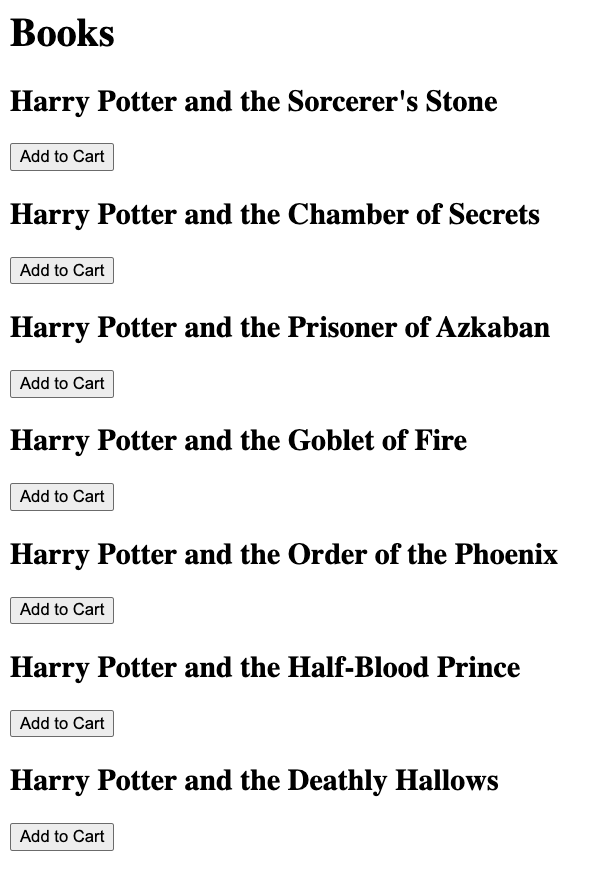 Books
Harry Potter and the Sorcerer's Stone
Add to Cart
Harry Potter and the Chamber of Secrets
Add to Cart
Harry Potter and the Prisoner of Azkaban
Add to Cart
Harry Potter and the Goblet of Fire
Add to Cart
Harry Potter and the Order of the Phoenix
Add to Cart
Harry Potter and the Half-Blood Prince
Add to Cart
Harry Potter and the Deathly Hallows
Add to Cart